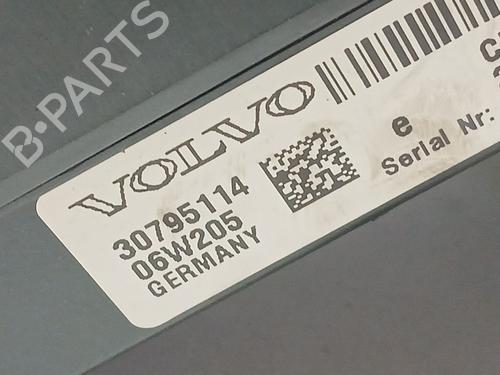 B-PARTS
VOLVO
30795114
06W205
GERMANY
e
Serial Nr: